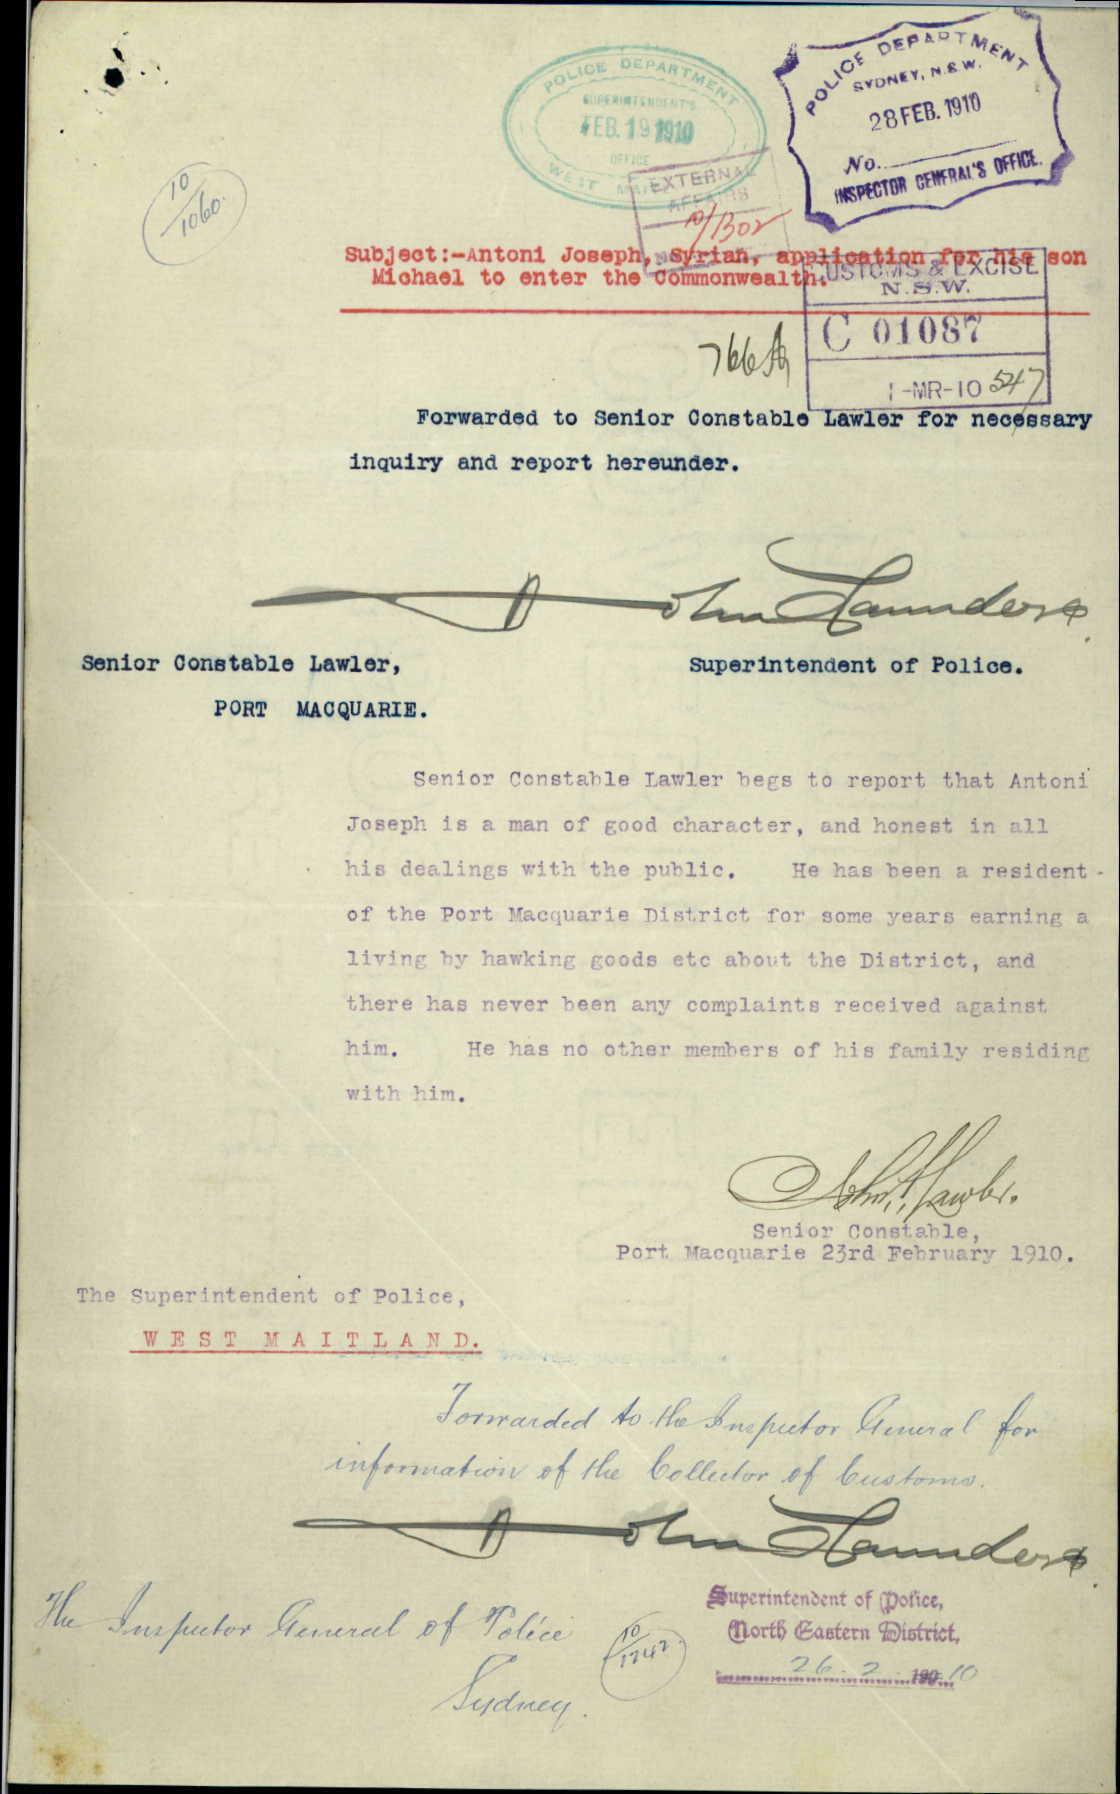 POLICE DEPARTMENT
SUPERINTENDENT'S
FEB. 19 1910
OFFICE
WEST
POLICE DEPARTMENT
SYDNEY, N.S.W.
28 FEB. 1910
No.
INSPECTOR GENERAL'S OFFICE.
10/1060.
EXTERNAL
AFFAIRS
10/1302
Subject:-Antoni Joseph, Syrian, application for his son
Michael to enter the Commonwealth.
CUSTOMS & EXCISE
N.S.W.
C 01087
1-MR-10 547
Forwarded to Senior Constable Lawler for necessary
inquiry and report hereunder.
John Saunders
Senior Constable Lawler,
Superintendent of Police.
PORT MACQUARIE.
Senior Constable Lawler begs to report that Antoni
Joseph is a man of good character, and honest in all
his dealings with the public. He has been a resident -
of the Port Macquarie District for some years earning a
living by hawking goods etc about the District, and
there has never been any complaints received against
him. He has no other members of his family residing
with him.
Lawler.
Senior Constable,
Port Macquarie 23rd February 1910.
The Superintendent of Police,
WEST MAITLAND.
Forwarded to the Inspector General for
information of the Collector of Customs.
John Saunders
The Inspector General of Police
Sydney.
10/1242.
Superintendent of Police,
North Eastern District,
26.2.1910